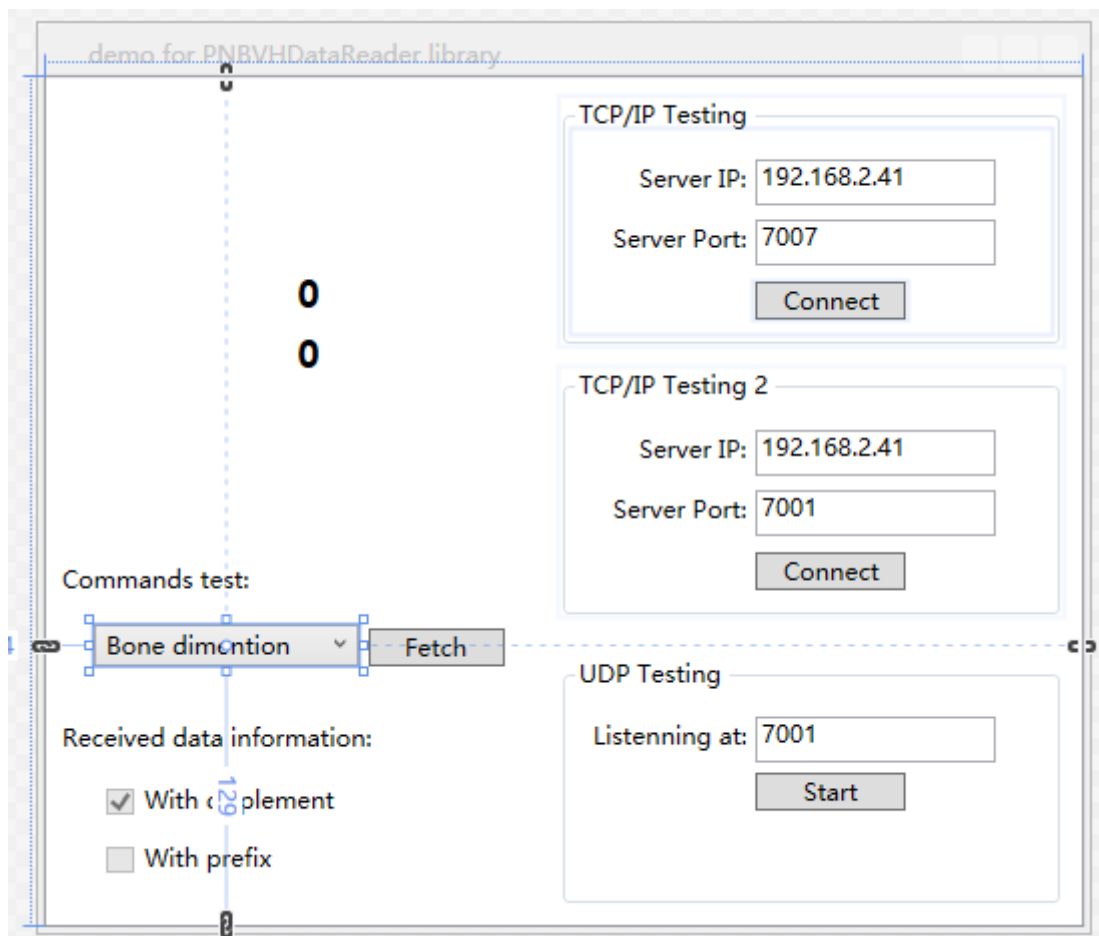 demo for PNBVHDataReader library
0
0
Commands test:
Bone dimention
Fetch
Received data information:
129
With prefix
TCP/IP Testing
Server IP: 192.168.2.41
Server Port: 7007
Connect
TCP/IP Testing 2
Server IP: 192.168.2.41
Server Port: 7001
Connect
UDP Testing
Listenning at: 7001
Start